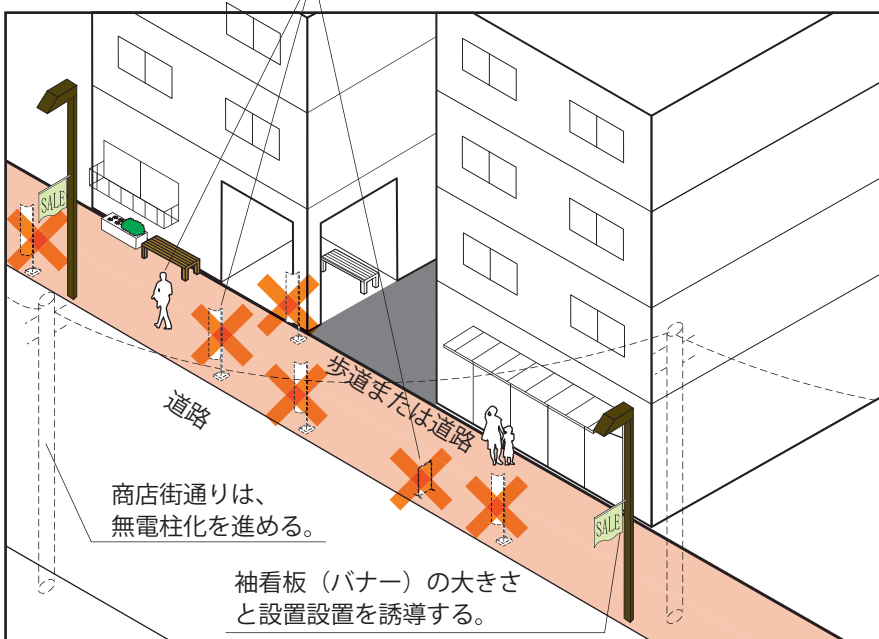 SALE
歩道または道路
道路
商店街通りは、
無電柱化を進める。
SALE
袖看板（バナー）の大きさ
と設置設置を誘導する。